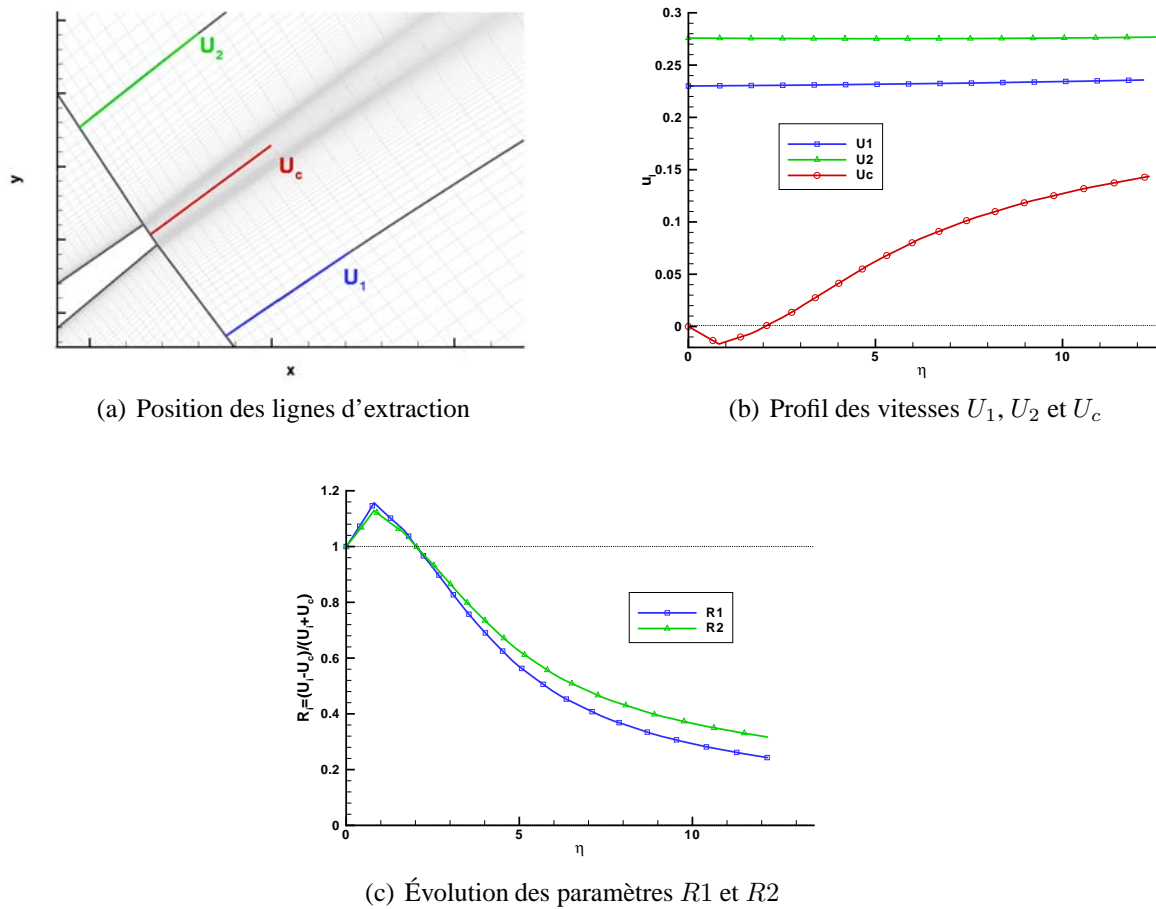 U2
Uc
U1
y
x
(a) Position des lignes d'extraction
0.3
0.25
0.2
0.15
0.1
0.05
0
ui
U1
U2
Uc
0
5
10
η
(b) Profil des vitesses U1, U2 et Uc
1.2
1
0.8
0.6
0.4
0.2
0
Ri=(Ui-Uc)/(Ui+Uc)
R1
R2
0
5
10
η
(c) Évolution des paramètres R1 et R2